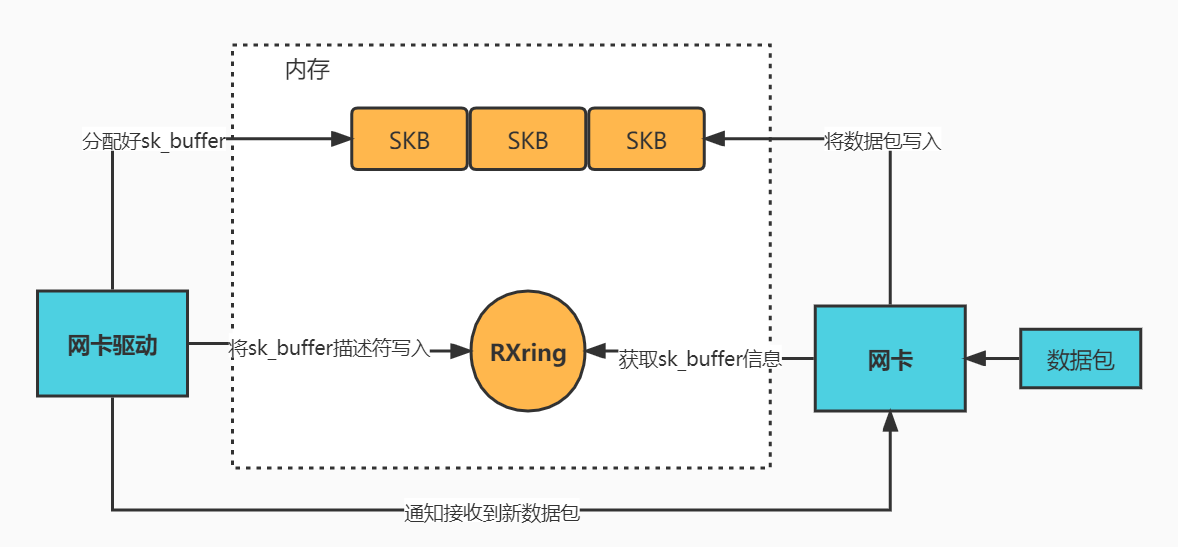 内存
分配好sk_buffer
SKB
SKB
SKB
将数据包写入
网卡驱动
将sk_buffer描述符写入
RXring
获取sk_buffer信息
网卡
数据包
通知接收到新数据包